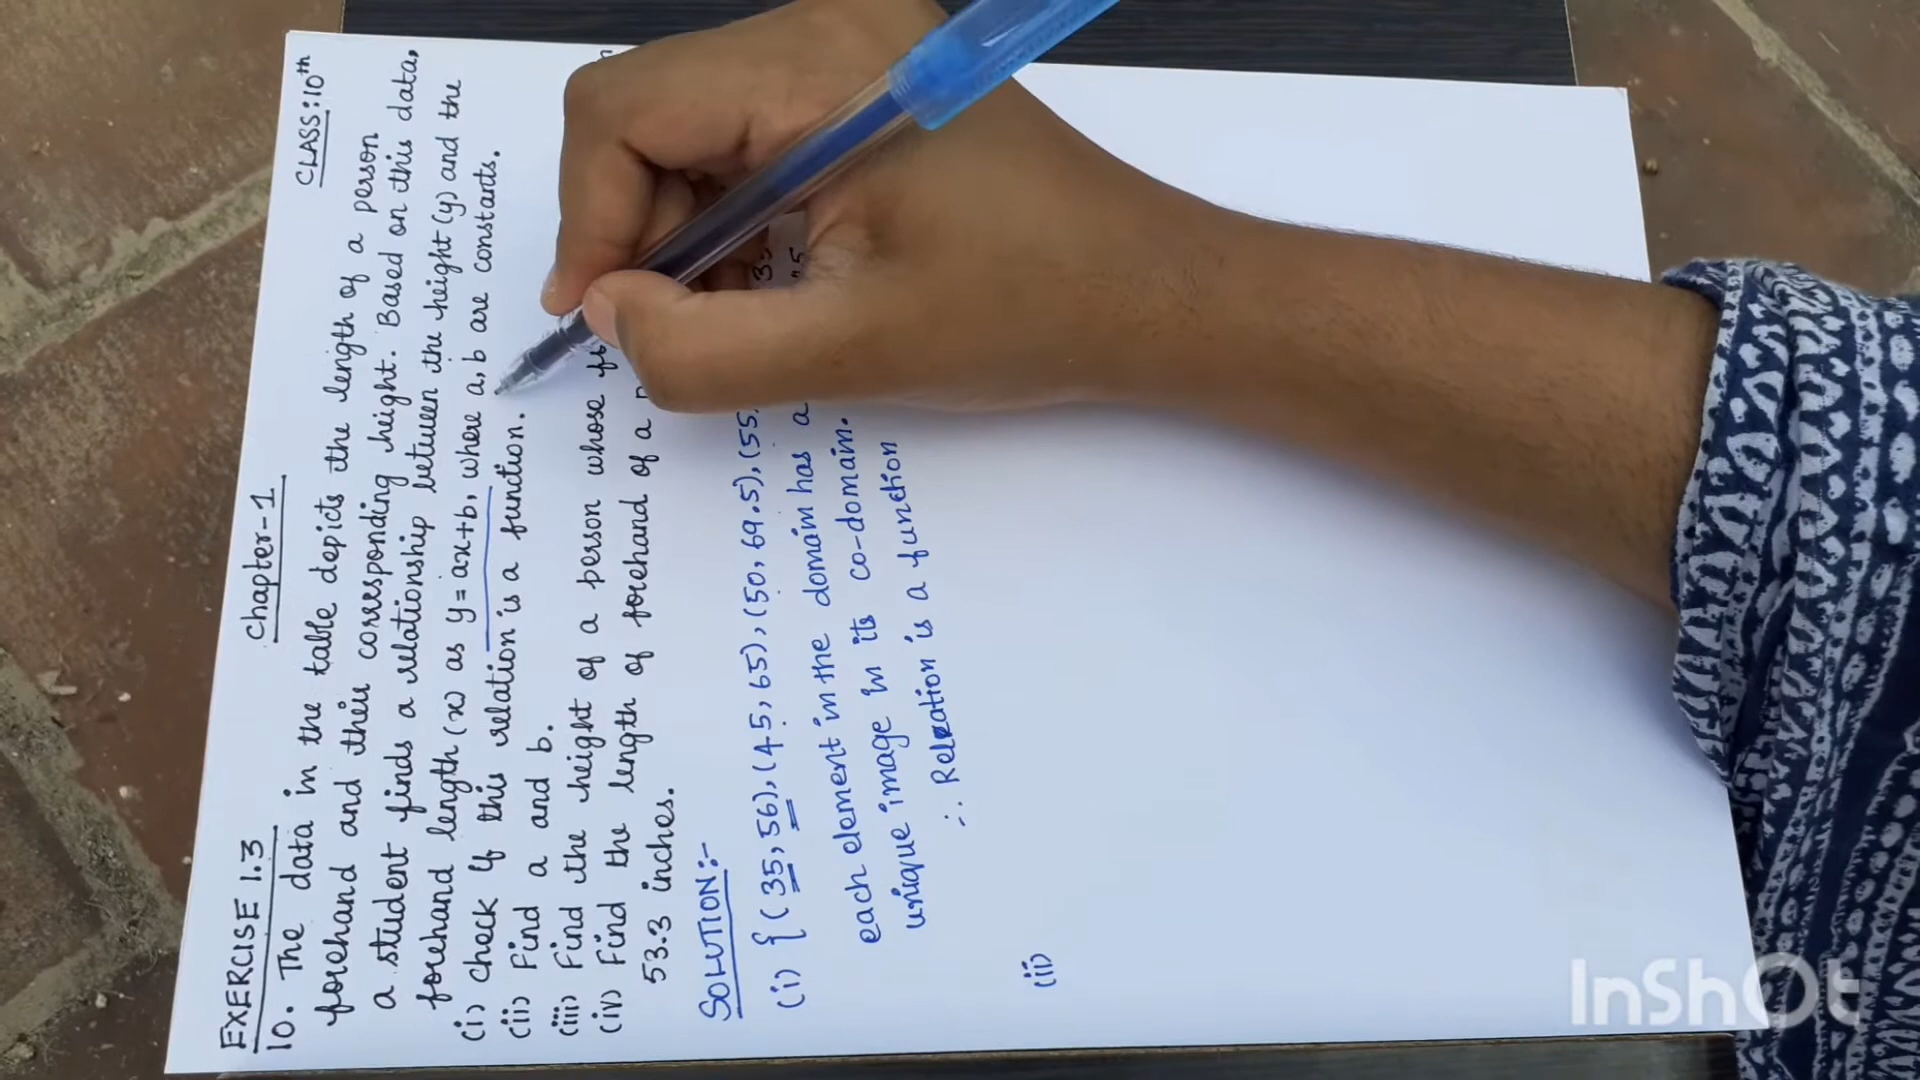 EXERCISE 1.3 Chapter-1 CLASS:10th
10. The data in the table depicts the length of a person
forehand and their corresponding height. Based on this data,
a student finds a relationship between the height (y) and the
forehand length (x) as y = ax+b, where a, b are constants.
(i) check if this relation is a function.
(ii) Find a and b.
(iii) Find the height of a person whose
(iv) Find the length of forehand of a
53.3 inches.
SOLUTION:-
(i) { (35, 56), (45, 65), (50, 69.5), (55,
each element in the domain has a
unique image in its co-domain.
∴ Relation is a function
(ii)
InShOt